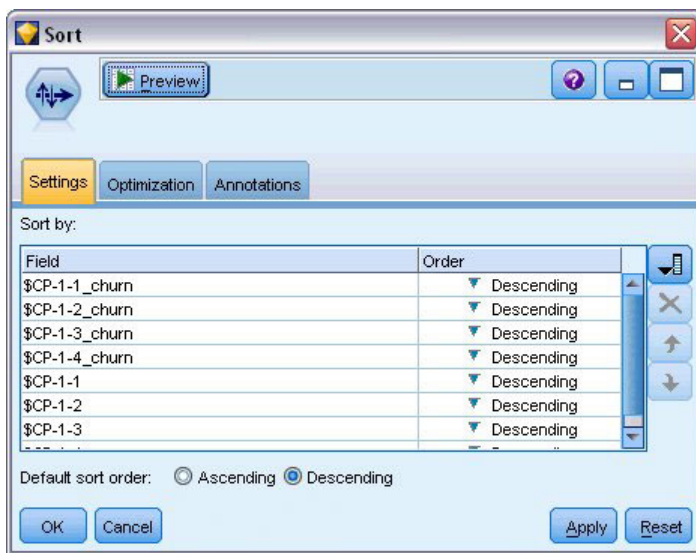 Sort
Preview
?
Settings Optimization Annotations
Sort by:
Field Order
$CP-1-1_churn Descending
$CP-1-2_churn Descending
$CP-1-3_churn Descending
$CP-1-4_churn Descending
$CP-1-1 Descending
$CP-1-2 Descending
$CP-1-3 Descending
Default sort order: Ascending Descending
OK Cancel Apply Reset